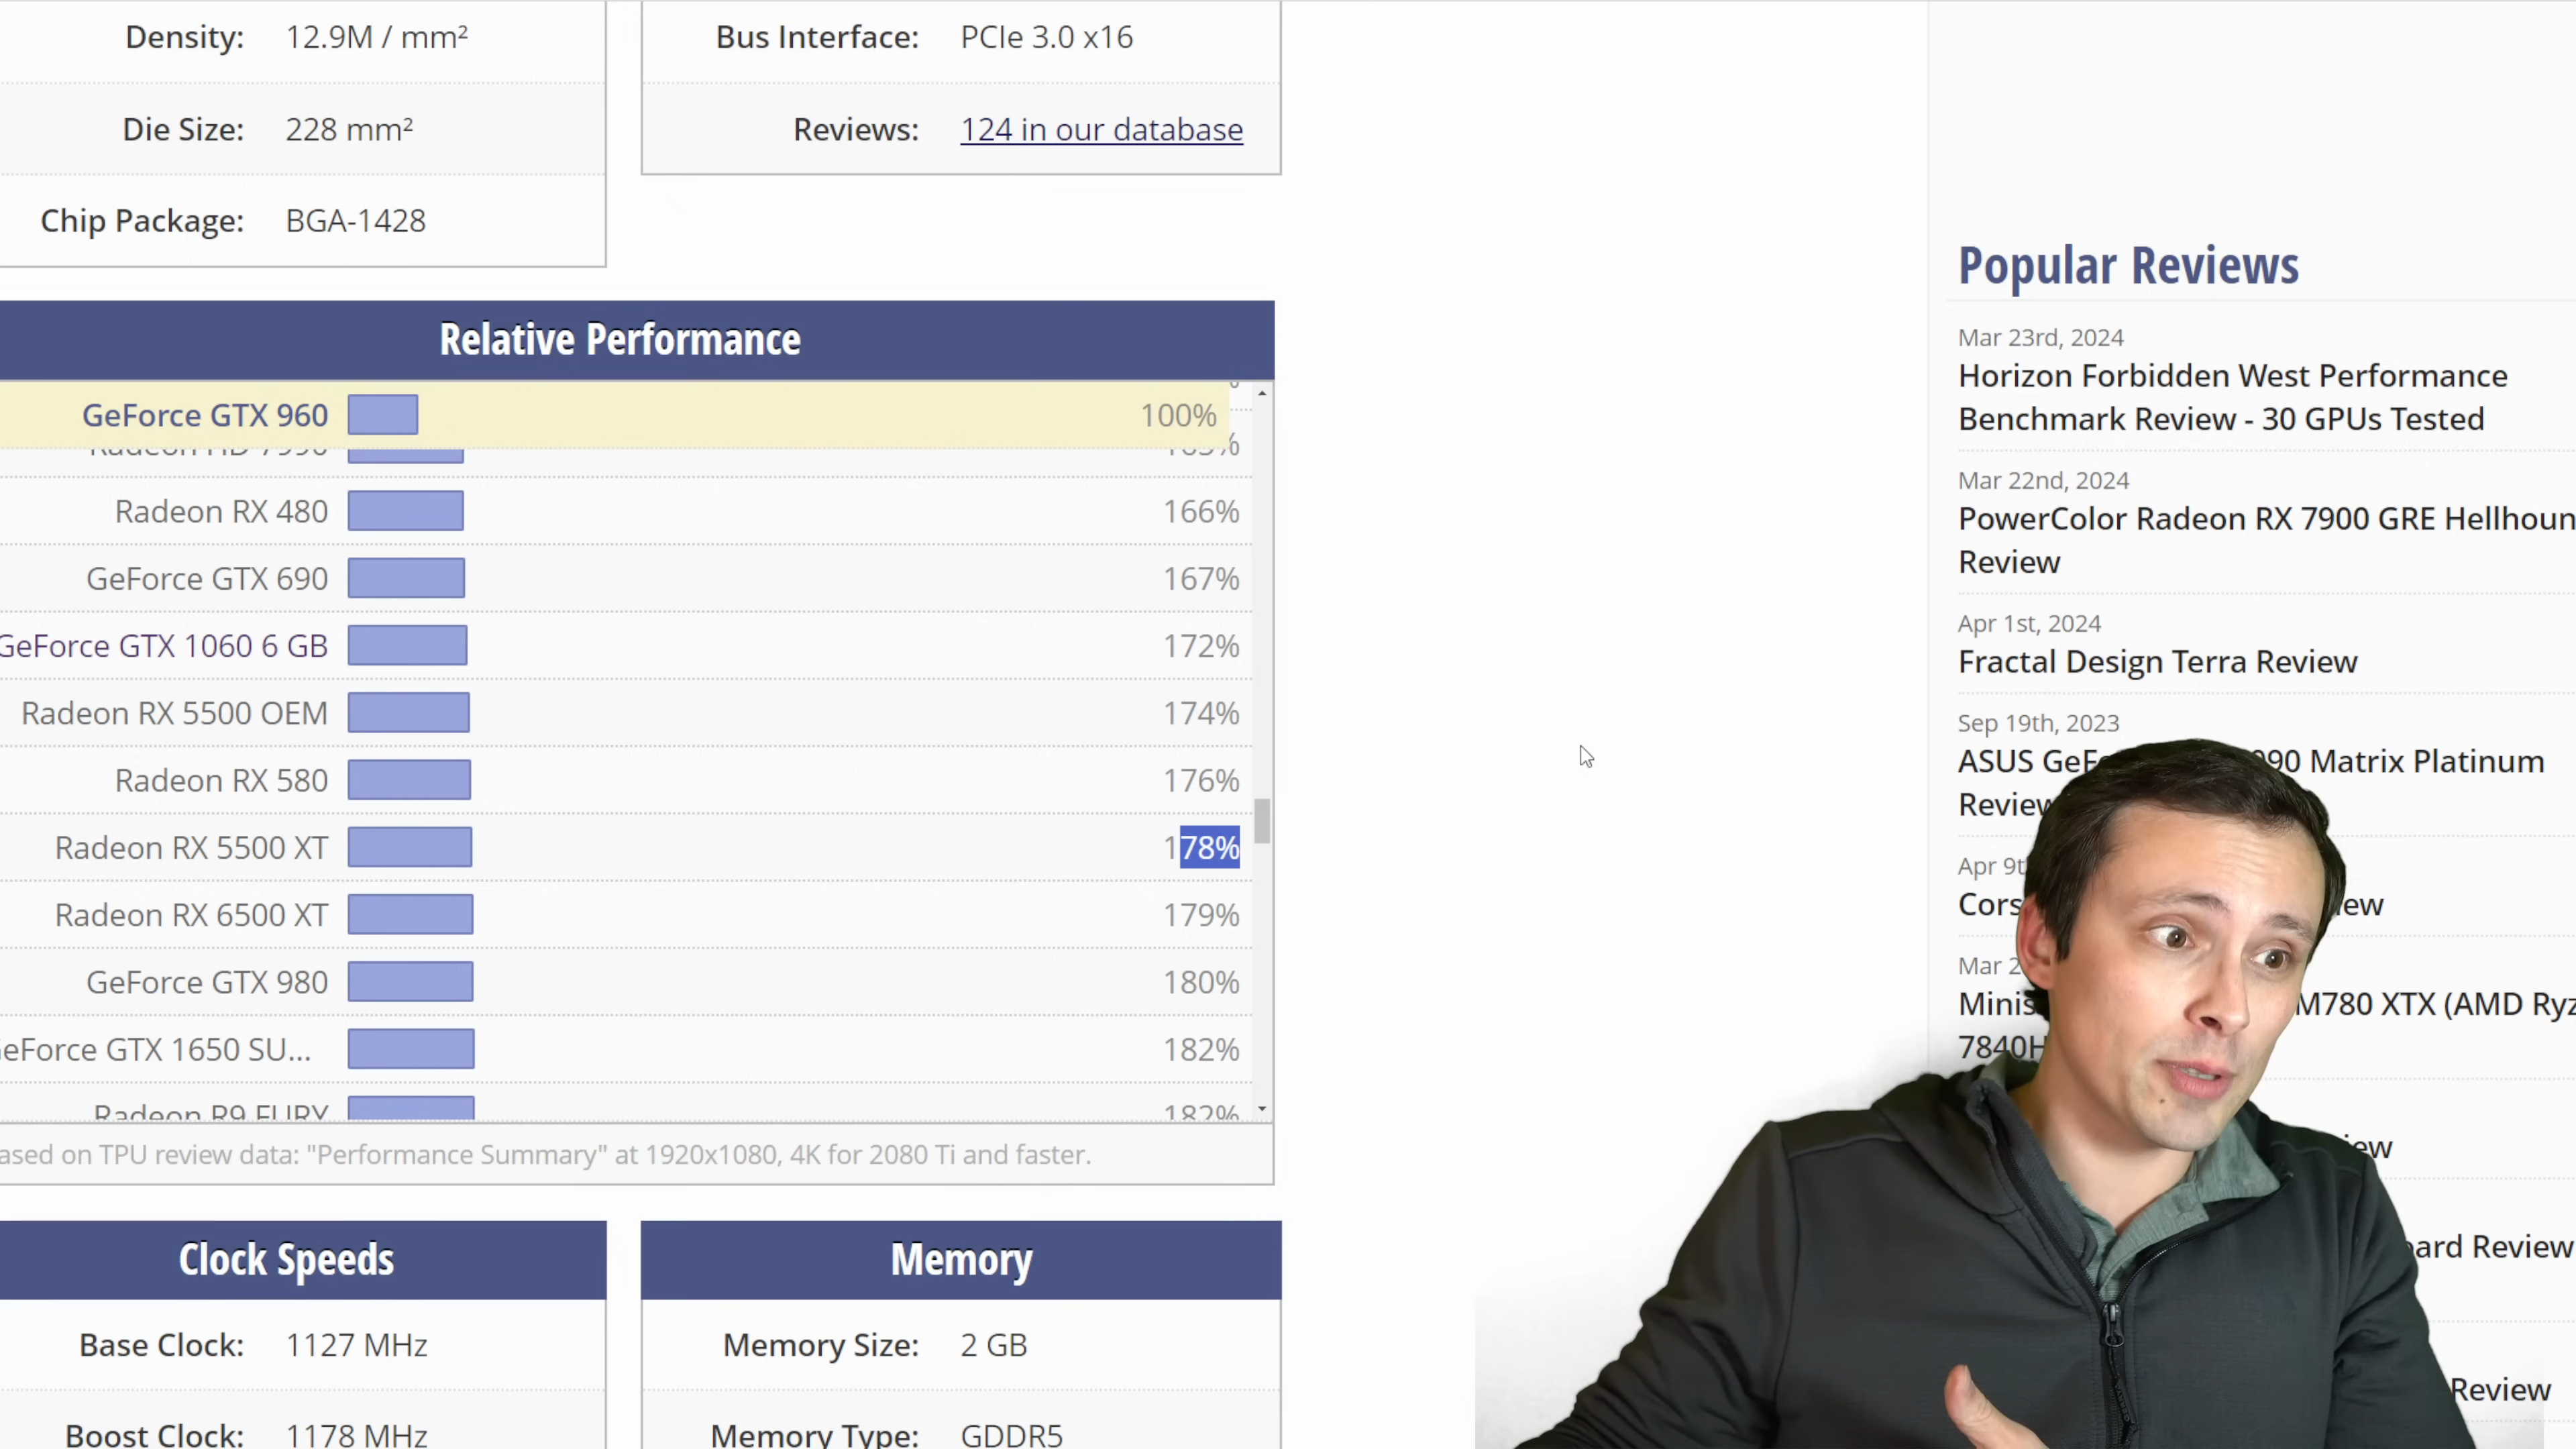 Density: 12.9M / mm²
Die Size: 228 mm²
Chip Package: BGA-1428
Bus Interface: PCIe 3.0 x16
Reviews: 124 in our database
Relative Performance
GeForce GTX 960 100%
Radeon RX 480 166%
GeForce GTX 690 167%
GeForce GTX 1060 6 GB 172%
Radeon RX 5500 OEM 174%
Radeon RX 580 176%
Radeon RX 5500 XT 178%
Radeon RX 6500 XT 179%
GeForce GTX 980 180%
eForce GTX 1650 SU... 182%
Radeon R9 FURY 182%
ased on TPU review data: "Performance Summary" at 1920x1080, 4K for 2080 Ti and faster.
Clock Speeds
Base Clock: 1127 MHz
Boost Clock: 1178 MHz
Memory
Memory Size: 2 GB
Memory Type: GDDR5
Popular Reviews
Mar 23rd, 2024
Horizon Forbidden West Performance
Benchmark Review - 30 GPUs Tested
Mar 22nd, 2024
PowerColor Radeon RX 7900 GRE Hellhoun
Review
Apr 1st, 2024
Fractal Design Terra Review
Sep 19th, 2023
ASUS GeF 090 Matrix Platinum
Review
Apr 9t
Cors iew
Mar 2
Minis M780 XTX (AMD Ryz
7840H
ew
ard Review
Review